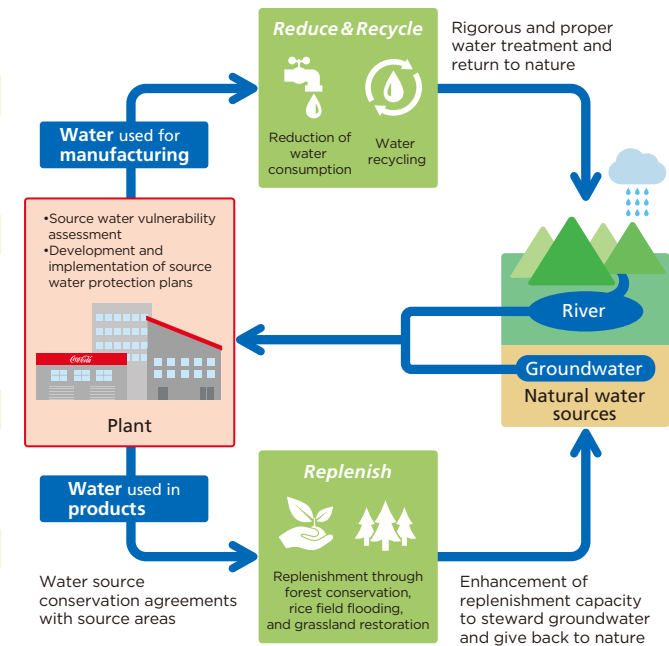 Reduce & Recycle
Reduction of
water
consumption
Water
recycling
Rigorous and proper
water treatment and
return to nature
Water used for
manufacturing
•Source water vulnerability
assessment
•Development and
implementation of source
water protection plans
Coca-Cola
Plant
River
Groundwater
Natural water
sources
Water used in
products
Water source
conservation agreements
with source areas
Replenish
Replenishment through
forest conservation,
rice field flooding,
and grassland restoration
Enhancement of
replenishment capacity
to steward groundwater
and give back to nature